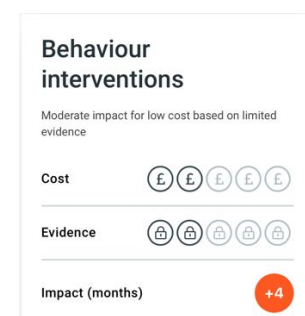 Behaviour
interventions
Moderate impact for low cost based on limited
evidence
Cost £ £ £ £ £
Evidence
Impact (months) +4